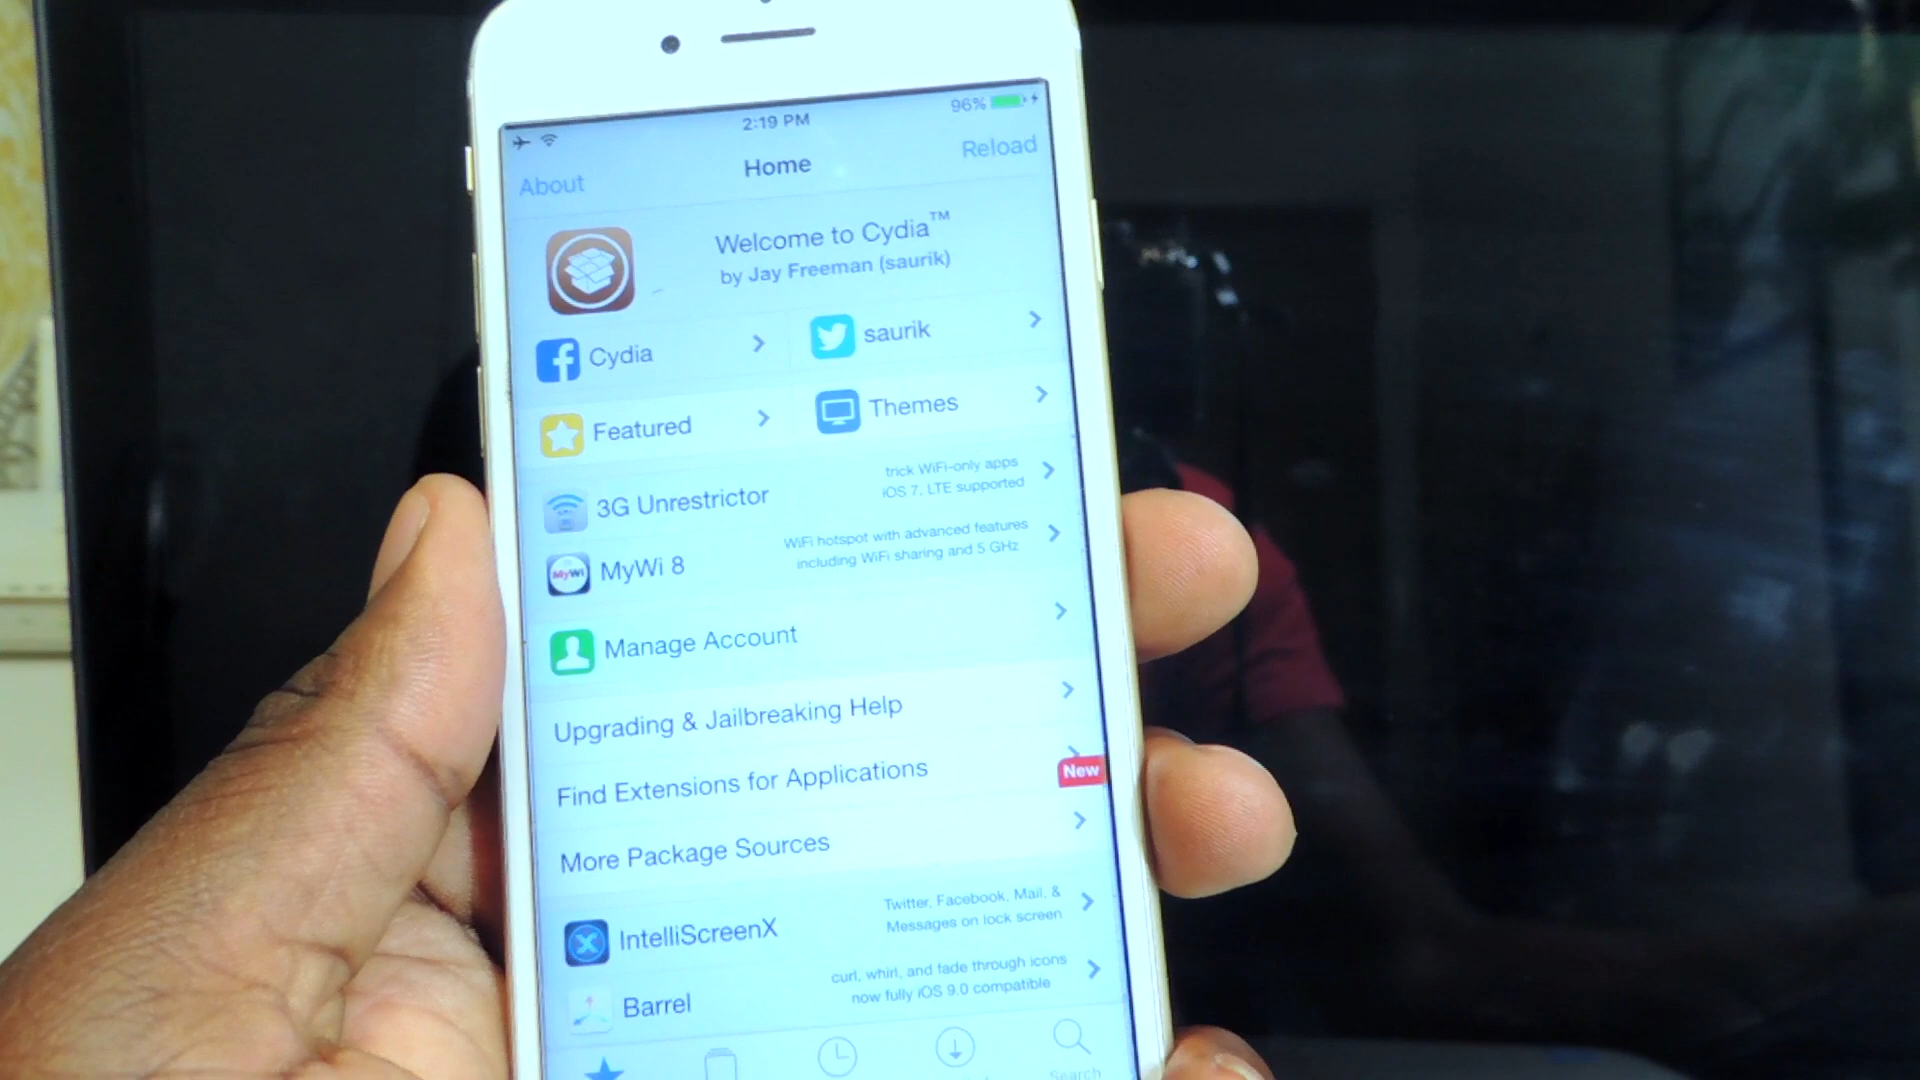 2:19 PM
96%
About
Home
Reload
Welcome to Cydia™
by Jay Freeman (saurik)
Cydia
saurik
Featured
Themes
3G Unrestrictor
trick WiFi-only apps
iOS 7, LTE supported
MyWi 8
WiFi hotspot with advanced features
including WiFi sharing and 5 GHz
MyWi
Manage Account
Upgrading & Jailbreaking Help
Find Extensions for Applications
New
More Package Sources
IntelliScreenX
Twitter, Facebook, Mail, &
Messages on lock screen
Barrel
curl, whirl, and fade through icons
now fully iOS 9.0 compatible
Search